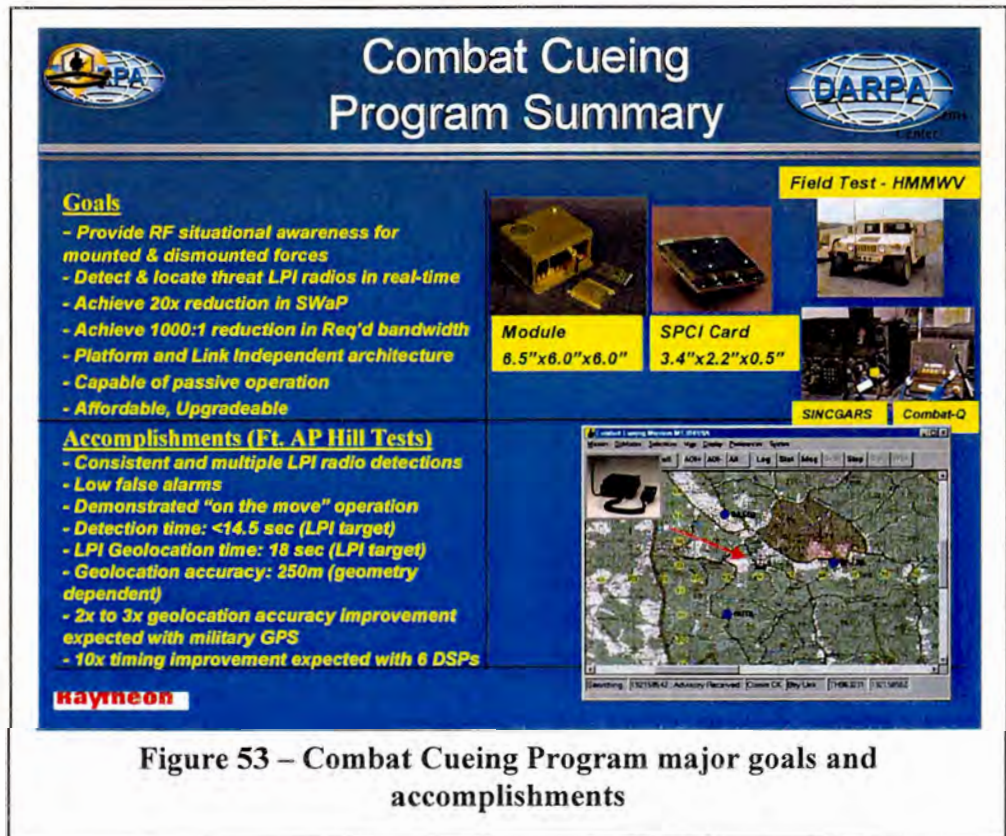 Combat Cueing
Program Summary
DARPA
Field Test - HMMWV
Goals
- Provide RF situational awareness for
mounted & dismounted forces
- Detect & locate threat LPI radios in real-time
- Achieve 20x reduction in SWaP
- Achieve 1000:1 reduction in Req'd bandwidth
- Platform and Link Independent architecture
- Capable of passive operation
- Affordable, Upgradeable
Module
6.5"x6.0"x6.0"
SPCI Card
3.4"x2.2"x0.5"
SINCGARS
Combat-Q
Accomplishments (Ft. AP Hill Tests)
- Consistent and multiple LPI radio detections
- Low false alarms
- Demonstrated "on the move" operation
- Detection time: <14.5 sec (LPI target)
- LPI Geolocation time: 18 sec (LPI target)
- Geolocation accuracy: 250m (geometry
dependent)
- 2x to 3x geolocation accuracy improvement
expected with military GPS
- 10x timing improvement expected with 6 DSPs
Raytheon
Figure 53 – Combat Cueing Program major goals and
accomplishments